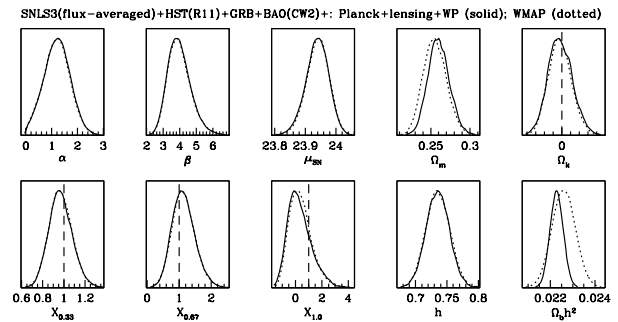 SNLS3(flux-averaged)+HST(R11)+GRB+BAO(CW2)+: Planck+lensing+WP (solid); WMAP (dotted)
0 1 2 3
α
2 3 4 5 6
β
23.8 23.9 24
μSN
0.25 0.3
Ωm
0
Ωk
0.6 0.8 1 1.2
X0.33
0 1 2
X0.67
0 2 4
X1.0
0.7 0.75 0.8
h
0.022 0.024
Ωbh²